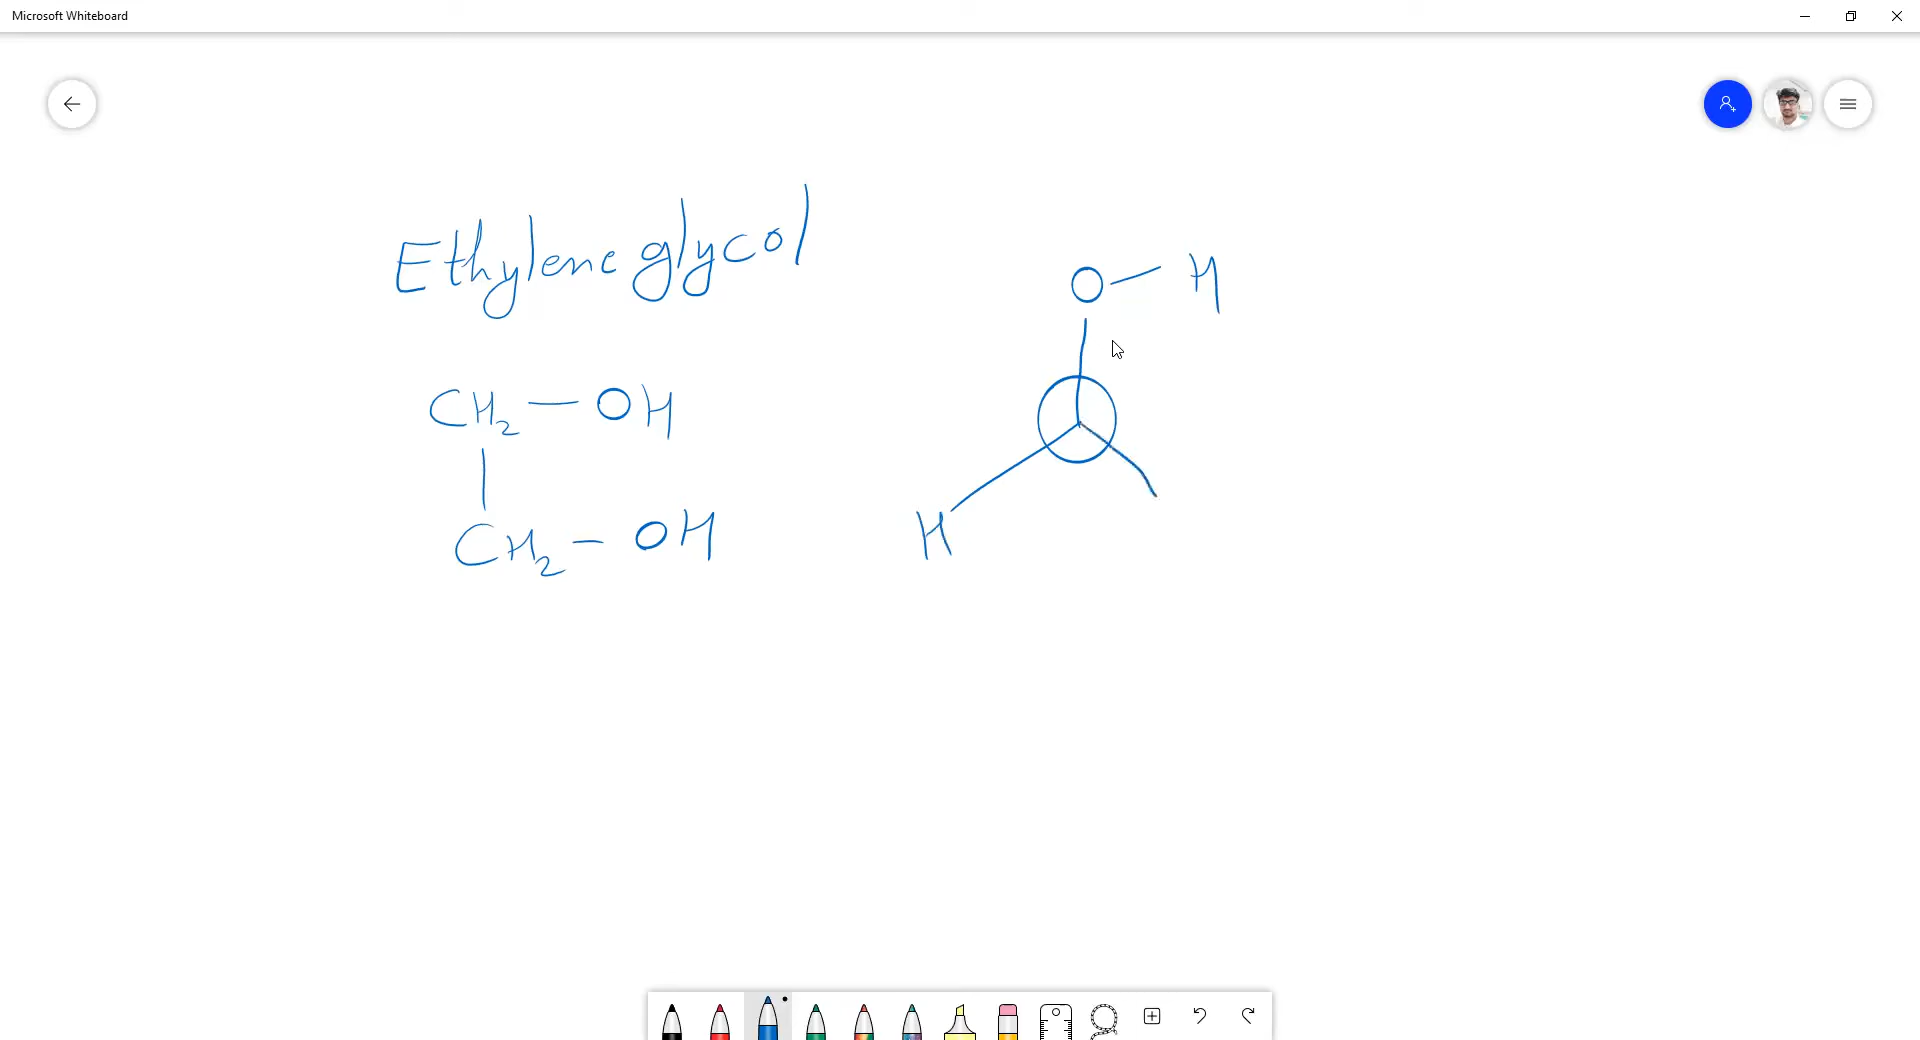 Microsoft Whiteboard
Ethylene glycol
O — H
CH2 — OH
CH2 — OH
H